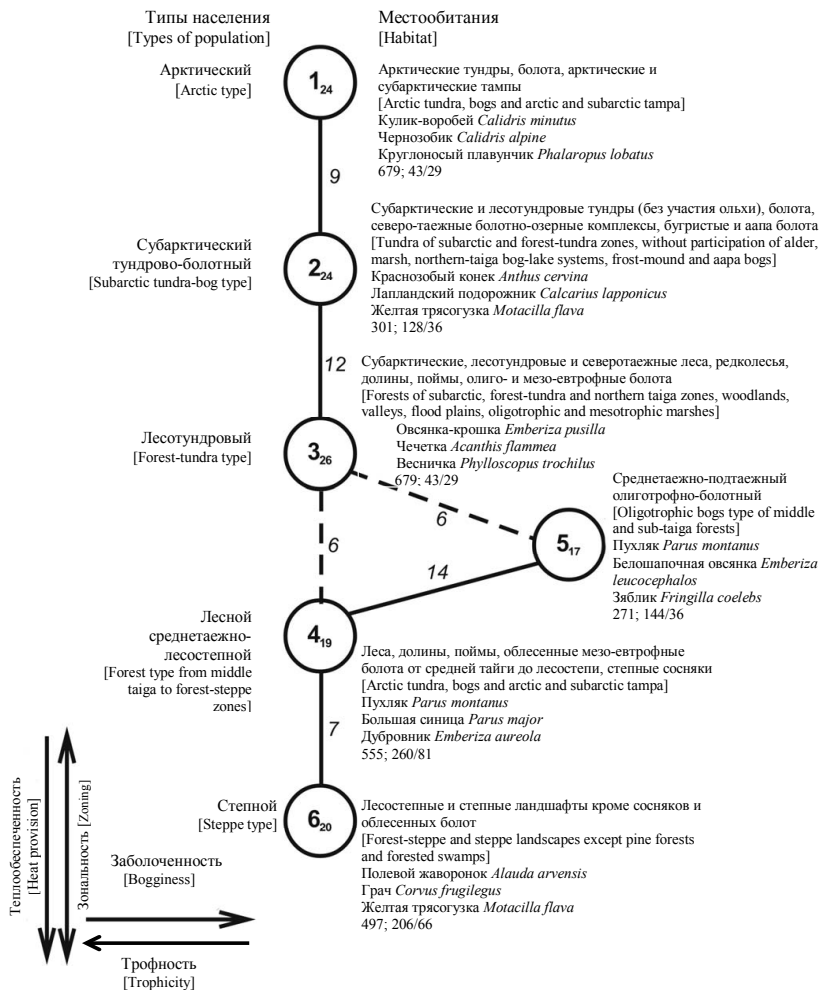 Типы населения
[Types of population]
Местообитания
[Habitat]
Арктический
[Arctic type]
1₂₄
Арктические тундры, болота, арктические и
субарктические тампы
[Arctic tundra, bogs and arctic and subarctic tampa]
Кулик-воробей Calidris minutus
Чернозобик Calidris alpine
Круглоносый плавунчик Phalaropus lobatus
679; 43/29
9
Субарктический
тундрово-болотный
[Subarctic tundra-bog type]
2₂₄
Субарктические и лесотундровые тундры (без участия ольхи), болота,
северо-таежные болотно-озерные комплексы, бугристые и аапа болота
[Tundra of subarctic and forest-tundra zones, without participation of alder,
marsh, northern-taiga bog-lake systems, frost-mound and aapa bogs]
Краснозобый конек Anthus cervina
Лапландский подорожник Calcarius lapponicus
Желтая трясогузка Motacilla flava
301; 128/36
12
Лесотундровый
[Forest-tundra type]
3₂₆
Субарктические, лесотундровые и северотаежные леса, редколесья,
долины, поймы, олиго- и мезо-евтрофные болота
[Forests of subarctic, forest-tundra and northern taiga zones, woodlands,
valleys, flood plains, oligotrophic and mesotrophic marshes]
Овсянка-крошка Emberiza pusilla
Чечетка Acanthis flammea
Весничка Phylloscopus trochilus
679; 43/29
6
6
14
5₁₇
Среднетаежно-подтаежный
олиготрофно-болотный
[Oligotrophic bogs type of middle
and sub-taiga forests]
Пухляк Parus montanus
Белошапочная овсянка Emberiza
leucocephalos
Зяблик Fringilla coelebs
271; 144/36
Лесной
среднетаежно-
лесостепной
[Forest type from middle
taiga to forest-steppe
zones]
4₁₉
Леса, долины, поймы, облесенные мезо-евтрофные
болота от средней тайги до лесостепи, степные сосняки
[Arctic tundra, bogs and arctic and subarctic tampa]
Пухляк Parus montanus
Большая синица Parus major
Дубровник Emberiza aureola
555; 260/81
7
Степной
[Steppe type]
6₂₀
Лесостепные и степные ландшафты кроме сосняков и
облесенных болот
[Forest-steppe and steppe landscapes except pine forests
and forested swamps]
Полевой жаворонок Alauda arvensis
Грач Corvus frugilegus
Желтая трясогузка Motacilla flava
497; 206/66
Теплообеспеченность
[Heat provision]
Зональность [Zoning]
Заболоченность
[Bogginess]
Трофность
[Trophicity]